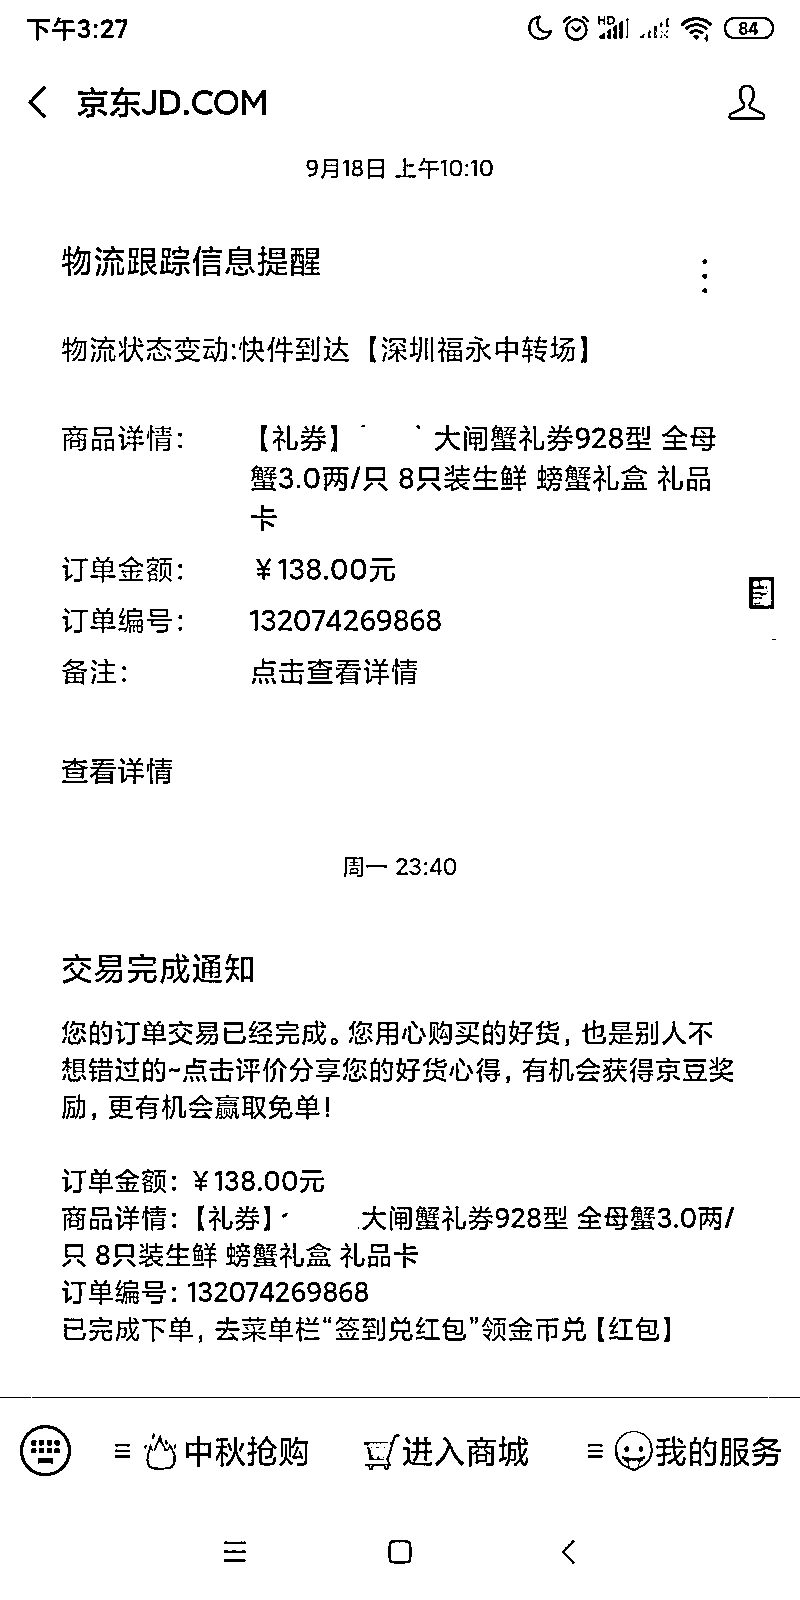 下午3:27
HD
84
京东JD.COM
9月18日 上午10:10
物流跟踪信息提醒
物流状态变动:快件到达【深圳福永中转场】
商品详情: 【礼券】 大闸蟹礼券928型 全母
蟹3.0两/只 8只装生鲜 螃蟹礼盒 礼品
卡
订单金额: ￥138.00元
订单编号: 132074269868
备注: 点击查看详情
查看详情
周一 23:40
交易完成通知
您的订单交易已经完成。您用心购买的好货, 也是别人不
想错过的~点击评价分享您的好货心得, 有机会获得京豆奖
励, 更有机会赢取免单!
订单金额: ￥138.00元
商品详情:【礼券】 大闸蟹礼券928型 全母蟹3.0两/
只 8只装生鲜 螃蟹礼盒 礼品卡
订单编号: 132074269868
已完成下单, 去菜单栏“签到兑红包”领金币兑【红包】
中秋抢购 进入商城 我的服务